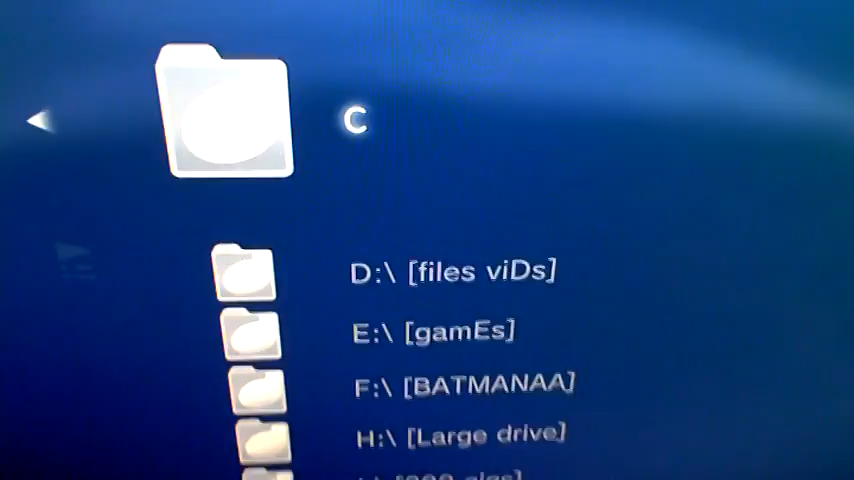 C
D:\ [files viDs]
E:\ [gamEs]
F:\ [BATMANAA]
H:\ [Large drive]